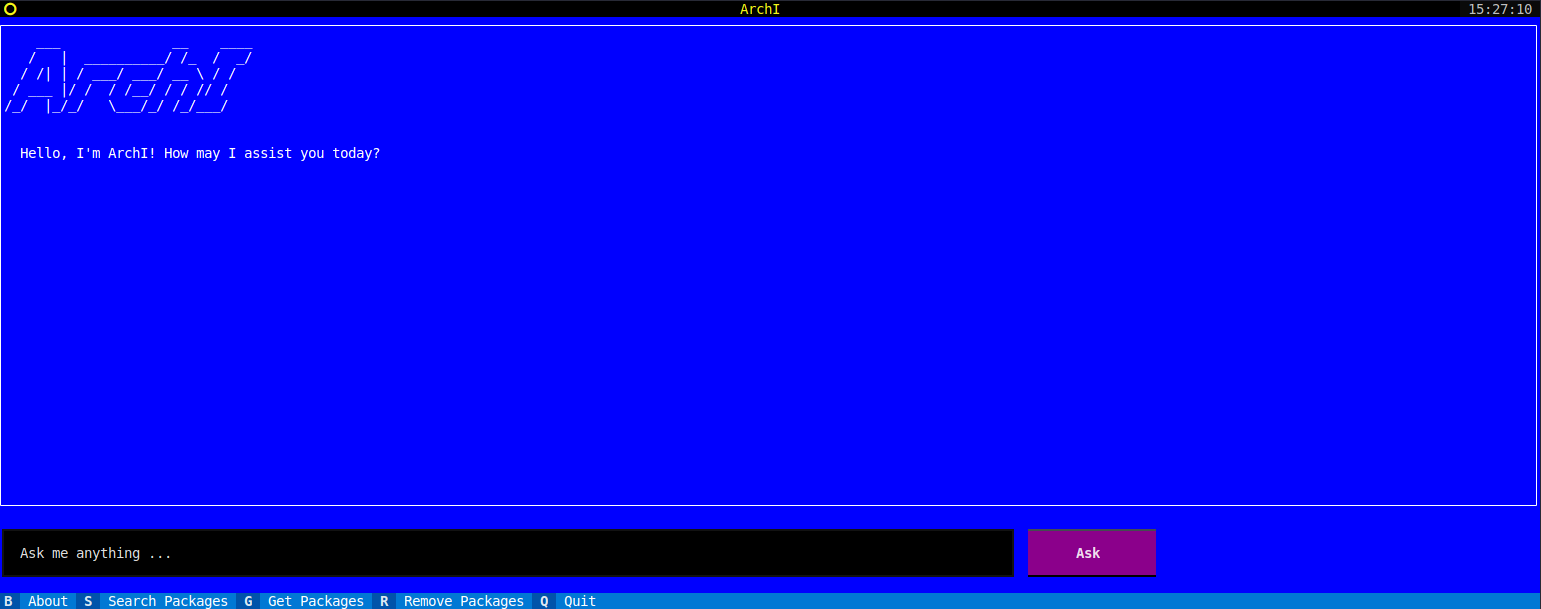 ArchI 15:27:10
ArchI
Hello, I'm ArchI! How may I assist you today?
Ask me anything ... Ask
B About S Search Packages G Get Packages R Remove Packages Q Quit